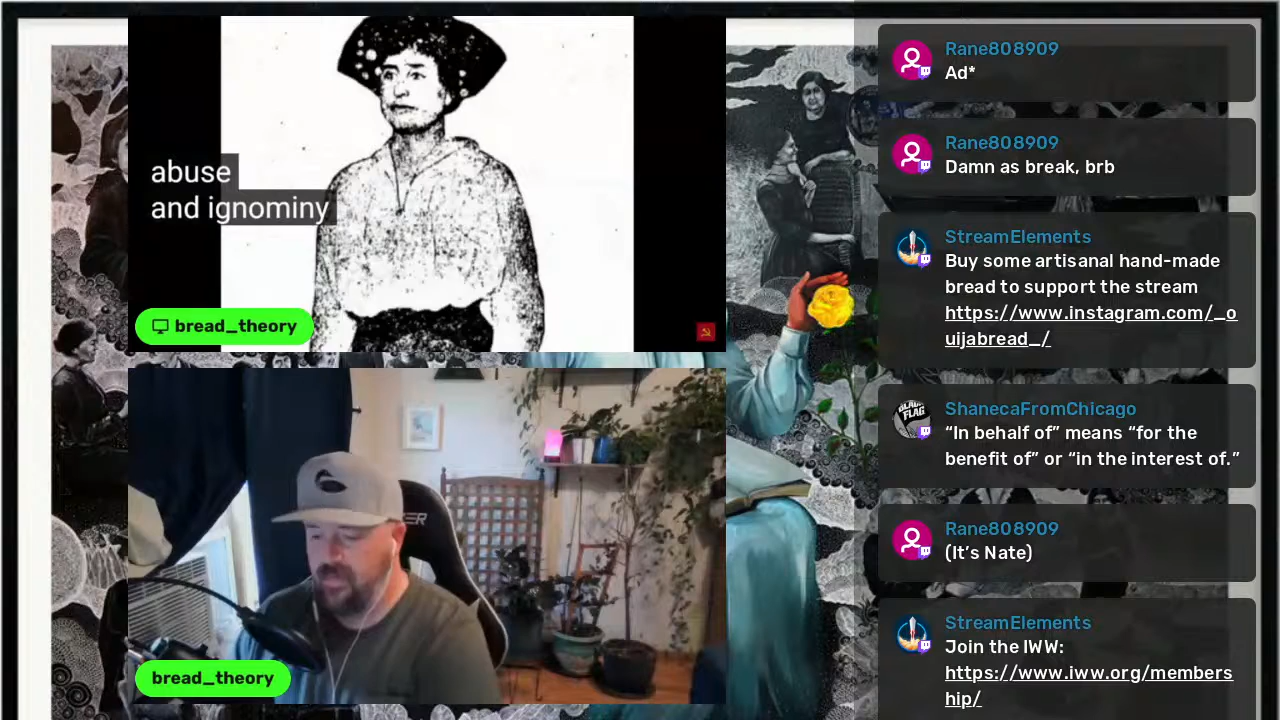 abuse
and ignominy
bread_theory
bread_theory
Rane808909
Ad*
Rane808909
Damn as break, brb
StreamElements
Buy some artisanal hand-made
bread to support the stream
https://www.instagram.com/_o
uijabread_/
BLACK
FLAG
ShanecaFromChicago
“In behalf of” means “for the
benefit of” or “in the interest of.”
Rane808909
(It’s Nate)
StreamElements
Join the IWW:
https://www.iww.org/members
hip/